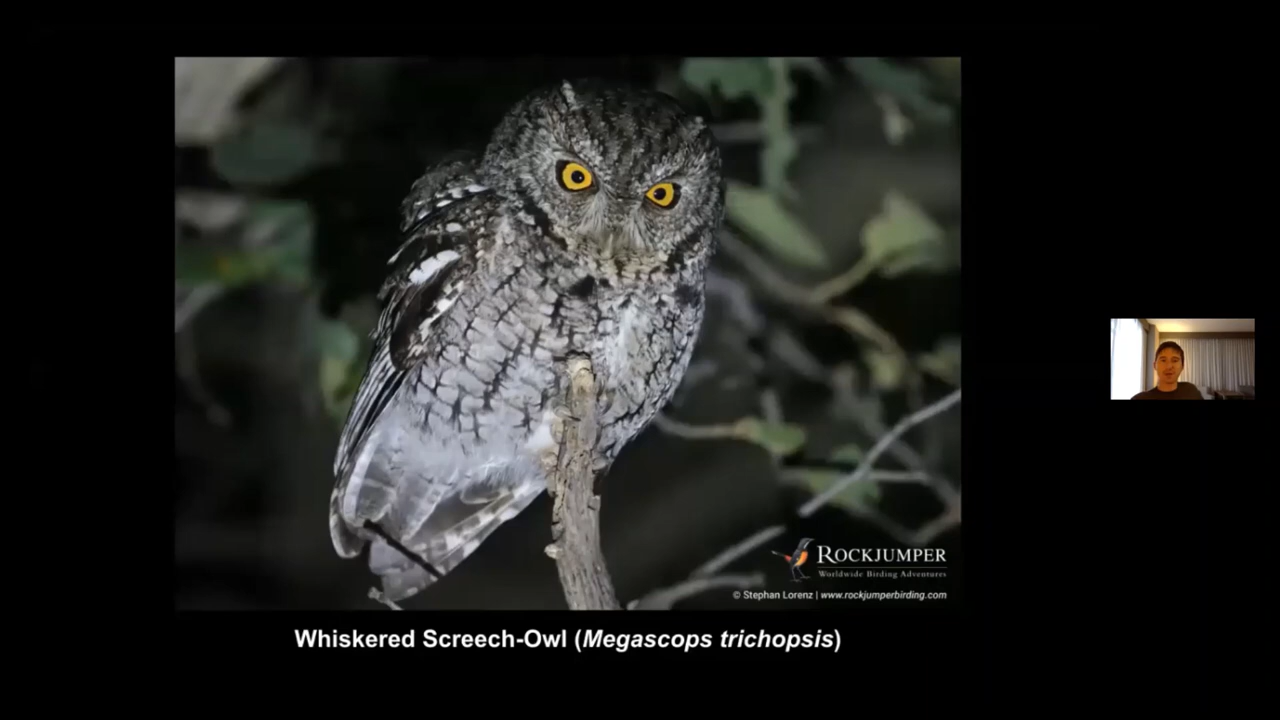 ROCKJUMPER
Worldwide Birding Adventures
© Stephan Lorenz | www.rockjumperbirding.com
Whiskered Screech-Owl (Megascops trichopsis)